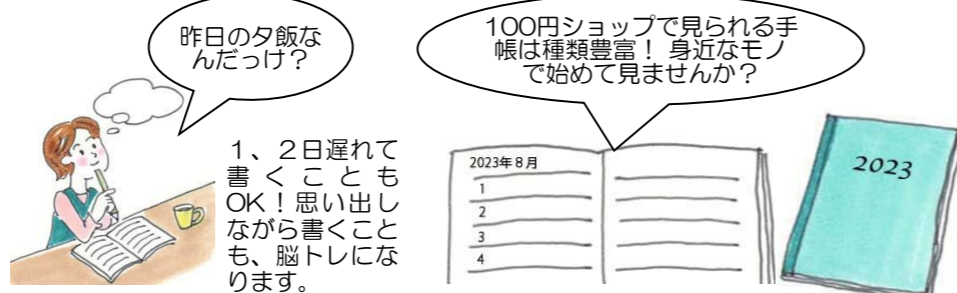 昨日の夕飯な
んだっけ？
100円ショップで見られる手
帳は種類豊富！ 身近なモノ
で始めて見ませんか？
1、2日遅れて
書くことも
OK！思い出し
ながら書くこと
も、脳トレにな
ります。
2023年8月
1
2
3
4
2023